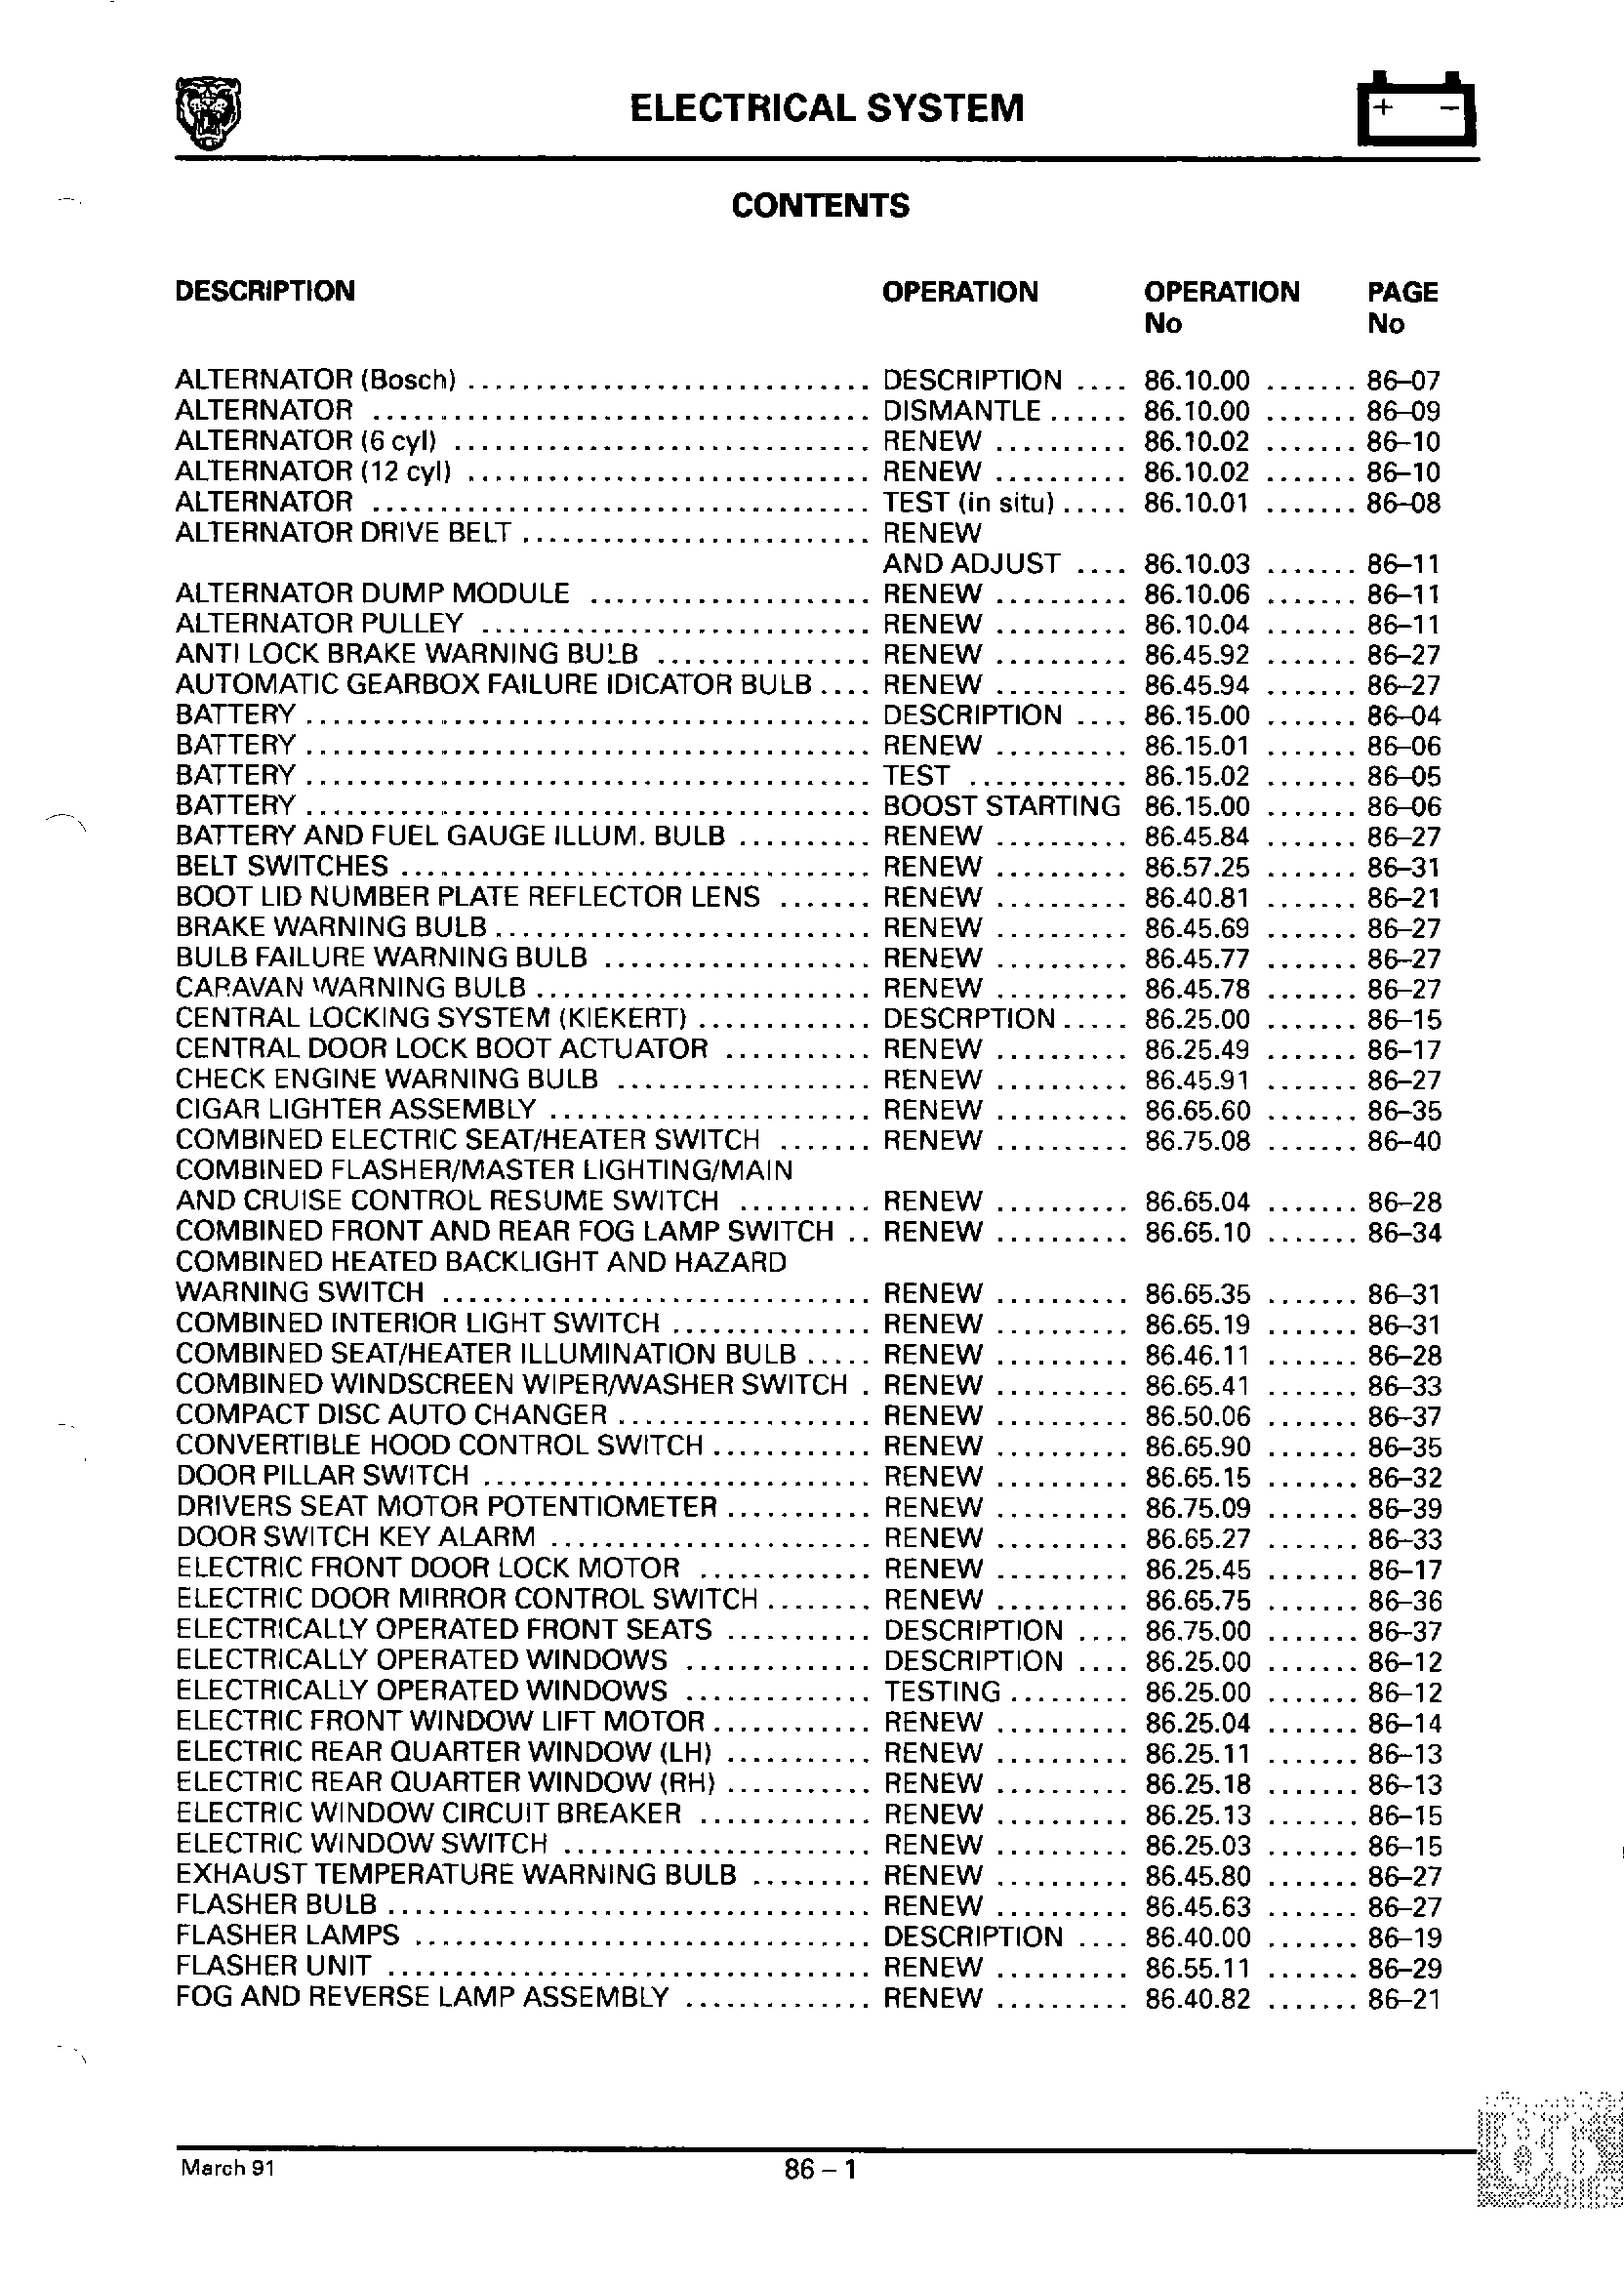 ELECTRICAL SYSTEM
+ –
CONTENTS
DESCRIPTION OPERATION OPERATION PAGE
No No
ALTERNATOR (Bosch) .............................. DESCRIPTION .... 86.10.00 ....... 86–07
ALTERNATOR ..................................... DISMANTLE ...... 86.10.00 ....... 86–09
ALTERNATOR (6 cyl) ............................... RENEW .......... 86.10.02 ....... 86–10
ALTERNATOR (12 cyl) .............................. RENEW .......... 86.10.02 ....... 86–10
ALTERNATOR ..................................... TEST (in situ) ..... 86.10.01 ....... 86–08
ALTERNATOR DRIVE BELT .......................... RENEW
AND ADJUST .... 86.10.03 ....... 86–11
ALTERNATOR DUMP MODULE ..................... RENEW .......... 86.10.06 ....... 86–11
ALTERNATOR PULLEY ............................. RENEW .......... 86.10.04 ....... 86–11
ANTI LOCK BRAKE WARNING BULB ................ RENEW .......... 86.45.92 ....... 86–27
AUTOMATIC GEARBOX FAILURE IDICATOR BULB .... RENEW .......... 86.45.94 ....... 86–27
BATTERY .......................................... DESCRIPTION .... 86.15.00 ....... 86–04
BATTERY .......................................... RENEW .......... 86.15.01 ....... 86–06
BATTERY .......................................... TEST ............ 86.15.02 ....... 86–05
BATTERY .......................................... BOOST STARTING 86.15.00 ....... 86–06
BATTERY AND FUEL GAUGE ILLUM. BULB .......... RENEW .......... 86.45.84 ....... 86–27
BELT SWITCHES ................................... RENEW .......... 86.57.25 ....... 86–31
BOOT LID NUMBER PLATE REFLECTOR LENS ....... RENEW .......... 86.40.81 ....... 86–21
BRAKE WARNING BULB ............................ RENEW .......... 86.45.69 ....... 86–27
BULB FAILURE WARNING BULB .................... RENEW .......... 86.45.77 ....... 86–27
CARAVAN WARNING BULB ......................... RENEW .......... 86.45.78 ....... 86–27
CENTRAL LOCKING SYSTEM (KIEKERT) ............. DESCRPTION ..... 86.25.00 ....... 86–15
CENTRAL DOOR LOCK BOOT ACTUATOR ........... RENEW .......... 86.25.49 ....... 86–17
CHECK ENGINE WARNING BULB ................... RENEW .......... 86.45.91 ....... 86–27
CIGAR LIGHTER ASSEMBLY ........................ RENEW .......... 86.65.60 ....... 86–35
COMBINED ELECTRIC SEAT/HEATER SWITCH ....... RENEW .......... 86.75.08 ....... 86–40
COMBINED FLASHER/MASTER LIGHTING/MAIN
AND CRUISE CONTROL RESUME SWITCH .......... RENEW .......... 86.65.04 ....... 86–28
COMBINED FRONT AND REAR FOG LAMP SWITCH .. RENEW .......... 86.65.10 ....... 86–34
COMBINED HEATED BACKLIGHT AND HAZARD
WARNING SWITCH ................................ RENEW .......... 86.65.35 ....... 86–31
COMBINED INTERIOR LIGHT SWITCH ............... RENEW .......... 86.65.19 ....... 86–31
COMBINED SEAT/HEATER ILLUMINATION BULB ..... RENEW .......... 86.46.11 ....... 86–28
COMBINED WINDSCREEN WIPER/WASHER SWITCH . RENEW .......... 86.65.41 ....... 86–33
COMPACT DISC AUTO CHANGER ................... RENEW .......... 86.50.06 ....... 86–37
CONVERTIBLE HOOD CONTROL SWITCH ............ RENEW .......... 86.65.90 ....... 86–35
DOOR PILLAR SWITCH ............................. RENEW .......... 86.65.15 ....... 86–32
DRIVERS SEAT MOTOR POTENTIOMETER ........... RENEW .......... 86.75.09 ....... 86–39
DOOR SWITCH KEY ALARM ........................ RENEW .......... 86.65.27 ....... 86–33
ELECTRIC FRONT DOOR LOCK MOTOR ............. RENEW .......... 86.25.45 ....... 86–17
ELECTRIC DOOR MIRROR CONTROL SWITCH ........ RENEW .......... 86.65.75 ....... 86–36
ELECTRICALLY OPERATED FRONT SEATS ........... DESCRIPTION .... 86.75.00 ....... 86–37
ELECTRICALLY OPERATED WINDOWS .............. DESCRIPTION .... 86.25.00 ....... 86–12
ELECTRICALLY OPERATED WINDOWS .............. TESTING ......... 86.25.00 ....... 86–12
ELECTRIC FRONT WINDOW LIFT MOTOR ............ RENEW .......... 86.25.04 ....... 86–14
ELECTRIC REAR QUARTER WINDOW (LH) ........... RENEW .......... 86.25.11 ....... 86–13
ELECTRIC REAR QUARTER WINDOW (RH) ........... RENEW .......... 86.25.18 ....... 86–13
ELECTRIC WINDOW CIRCUIT BREAKER ............. RENEW .......... 86.25.13 ....... 86–15
ELECTRIC WINDOW SWITCH ....................... RENEW .......... 86.25.03 ....... 86–15
EXHAUST TEMPERATURE WARNING BULB ......... RENEW .......... 86.45.80 ....... 86–27
FLASHER BULB .................................... RENEW .......... 86.45.63 ....... 86–27
FLASHER LAMPS .................................. DESCRIPTION .... 86.40.00 ....... 86–19
FLASHER UNIT .................................... RENEW .......... 86.55.11 ....... 86–29
FOG AND REVERSE LAMP ASSEMBLY .............. RENEW .......... 86.40.82 ....... 86–21
March 91 86 – 1
86